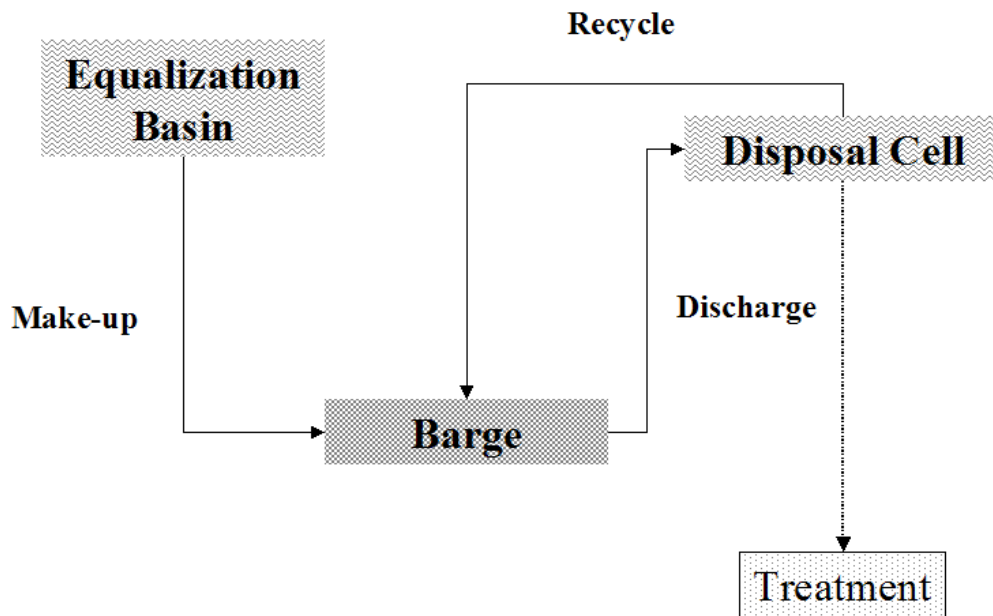 Recycle
Equalization
Basin
Disposal Cell
Make-up
Discharge
Barge
Treatment